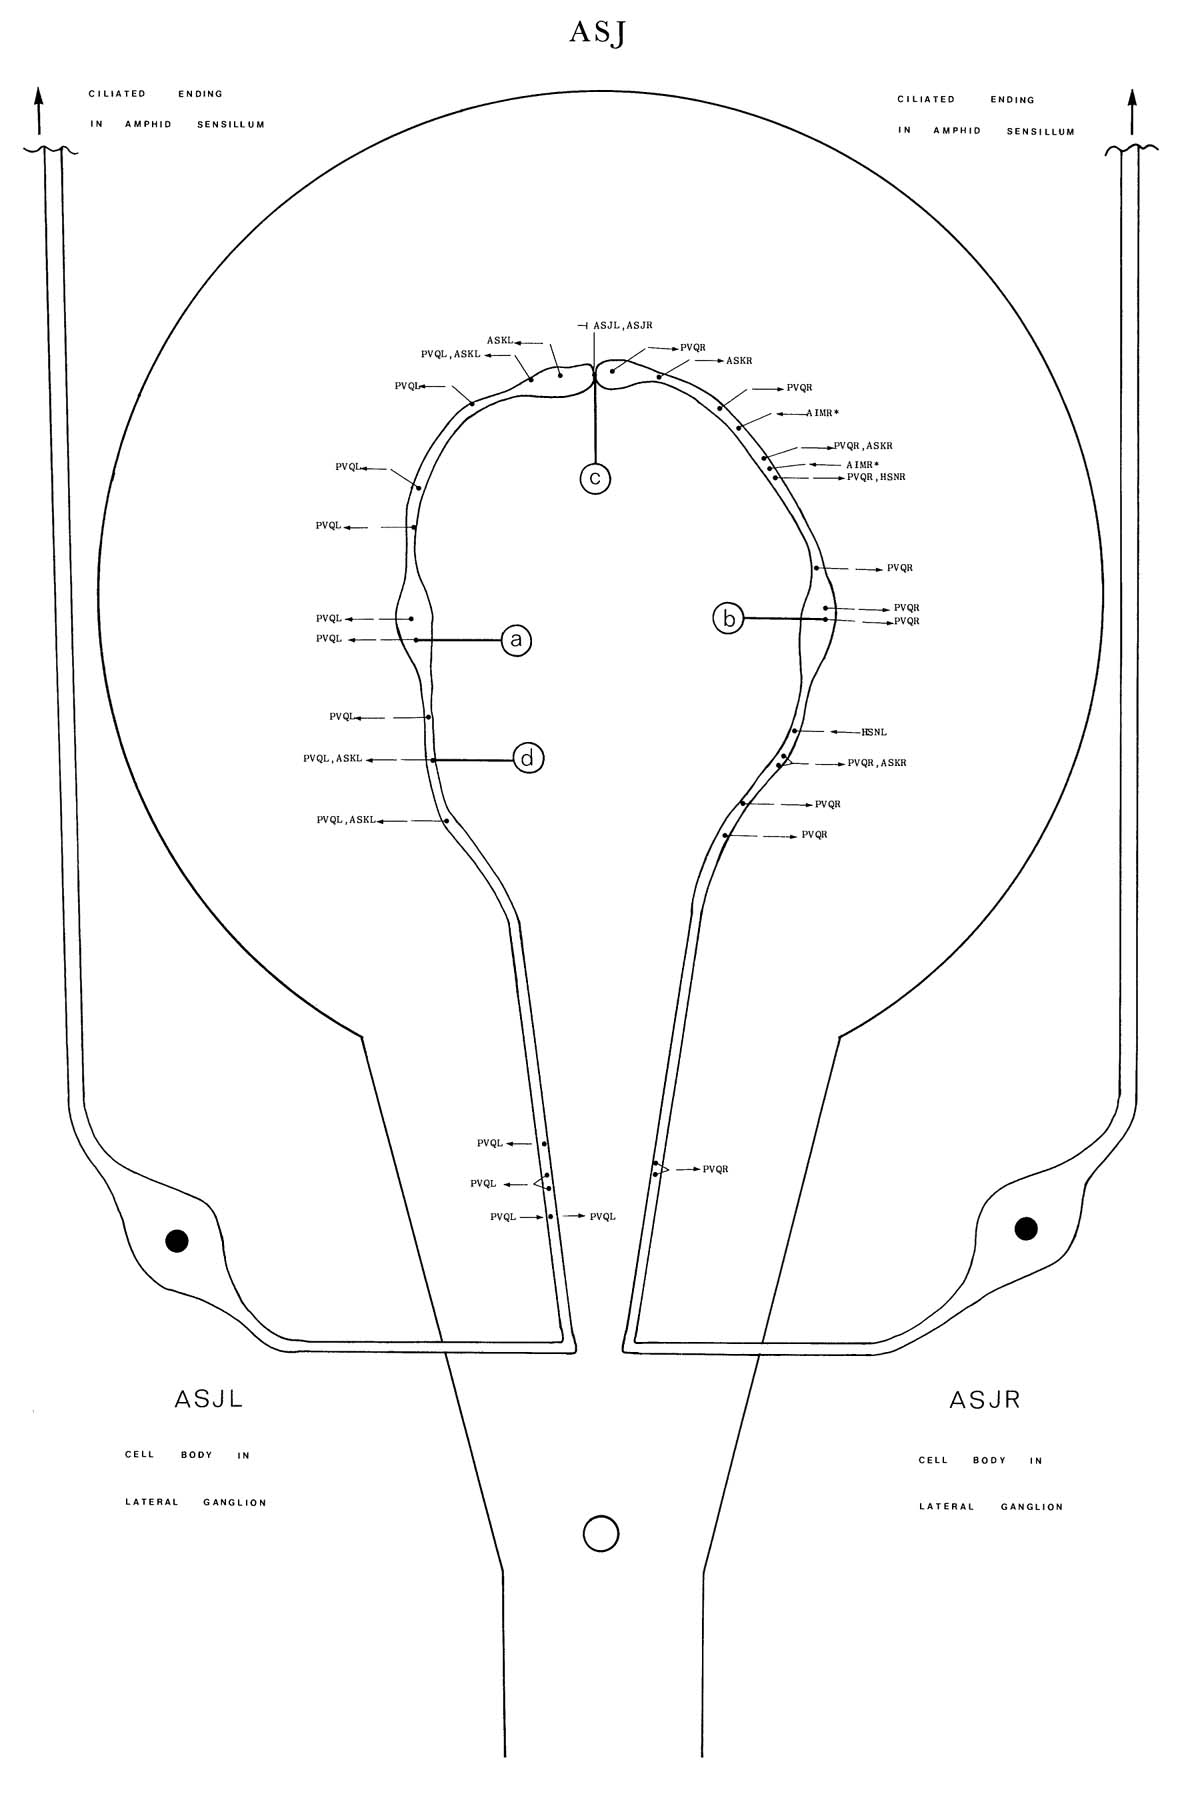 ASJ
CILIATED ENDING
IN AMPHID SENSILLUM
CILIATED ENDING
IN AMPHID SENSILLUM
ASJL,ASJR
ASKL
PVQR
PVQL,ASKL
ASKR
PVQL
PVQR
AIMR*
PVQR,ASKR
PVQL
AIMR*
PVQR,HSNR
c
PVQL
PVQR
PVQR
PVQL
b
PVQR
PVQL
a
PVQL
HSNL
PVQL,ASKL
d
PVQR,ASKR
PVQR
PVQL,ASKL
PVQR
PVQL
PVQR
PVQL
PVQL
PVQL
ASJL
ASJR
CELL BODY IN
LATERAL GANGLION
CELL BODY IN
LATERAL GANGLION